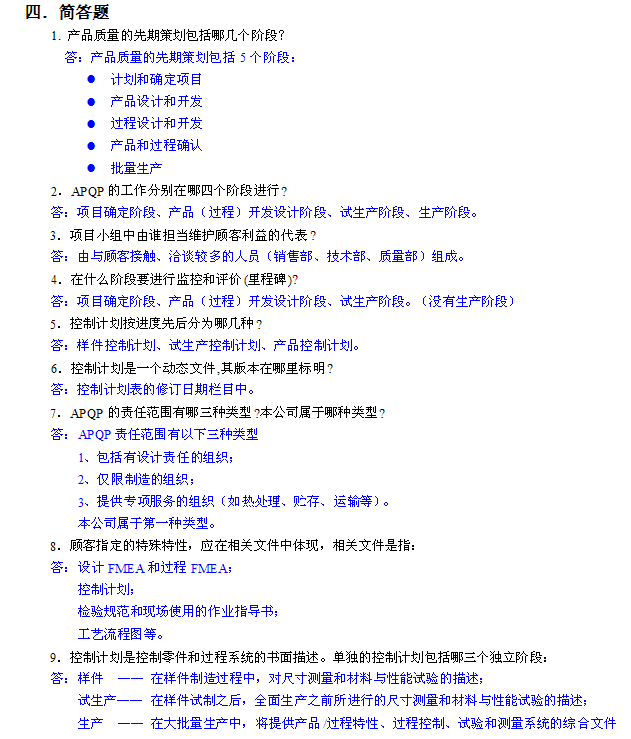 四．简答题
1. 产品质量的先期策划包括哪几个阶段?
答：产品质量的先期策划包括 5 个阶段：
● 计划和确定项目
● 产品设计和开发
● 过程设计和开发
● 产品和过程确认
● 批量生产
2．APQP 的工作分别在哪四个阶段进行?
答：项目确定阶段、产品（过程）开发设计阶段、试生产阶段、生产阶段。
3．项目小组中由谁担当维护顾客利益的代表?
答：由与顾客接触、洽谈较多的人员（销售部、技术部、质量部）组成。
4．在什么阶段要进行监控和评价(里程碑)?
答：项目确定阶段、产品（过程）开发设计阶段、试生产阶段。（没有生产阶段）
5．控制计划按进度先后分为哪几种?
答：样件控制计划、试生产控制计划、产品控制计划。
6．控制计划是一个动态文件,其版本在哪里标明?
答：控制计划表的修订日期栏目中。
7．APQP 的责任范围有哪三种类型?本公司属于哪种类型?
答：APQP 责任范围有以下三种类型
1、包括有设计责任的组织；
2、仅限制造的组织；
3、提供专项服务的组织（如热处理、贮存、运输等）。
本公司属于第一种类型。
8．顾客指定的特殊特性，应在相关文件中体现，相关文件是指：
答：设计 FMEA 和过程 FMEA；
控制计划；
检验规范和现场使用的作业指导书；
工艺流程图等。
9．控制计划是控制零件和过程系统的书面描述。单独的控制计划包括哪三个独立阶段：
答：样件 —— 在样件制造过程中，对尺寸测量和材料与性能试验的描述；
试生产—— 在样件试制之后，全面生产之前所进行的尺寸测量和材料与性能试验的描述；
生产 —— 在大批量生产中，将提供产品/过程特性、过程控制、试验和测量系统的综合文件